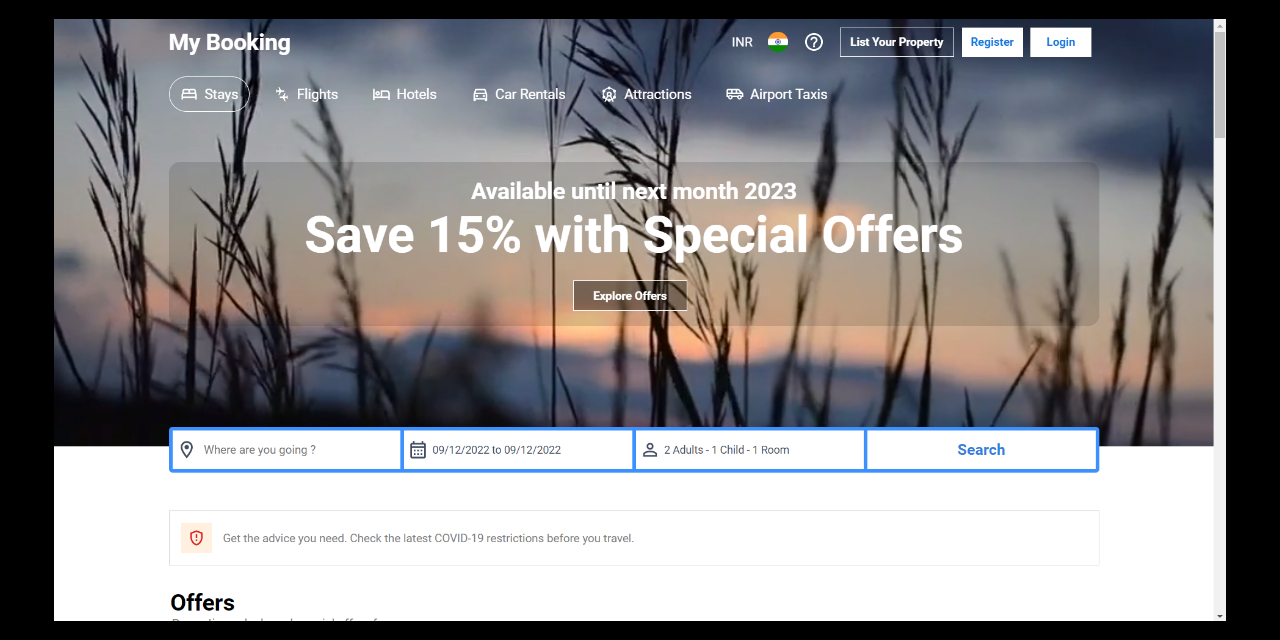 My Booking
INR
List Your Property
Register
Login
Stays
Flights
Hotels
Car Rentals
Attractions
Airport Taxis
Available until next month 2023
Save 15% with Special Offers
Explore Offers
Where are you going ?
09/12/2022 to 09/12/2022
2 Adults - 1 Child - 1 Room
Search
Get the advice you need. Check the latest COVID-19 restrictions before you travel.
Offers